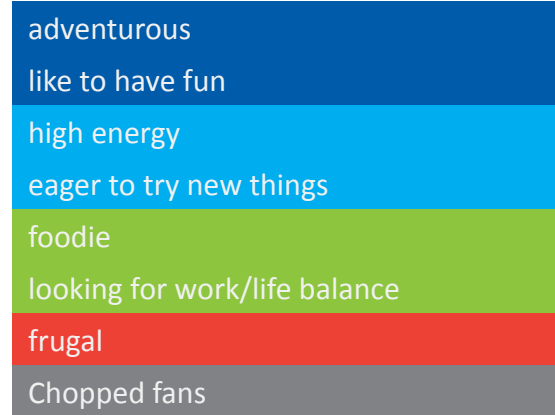 adventurous
like to have fun
high energy
eager to try new things
foodie
looking for work/life balance
frugal
Chopped fans